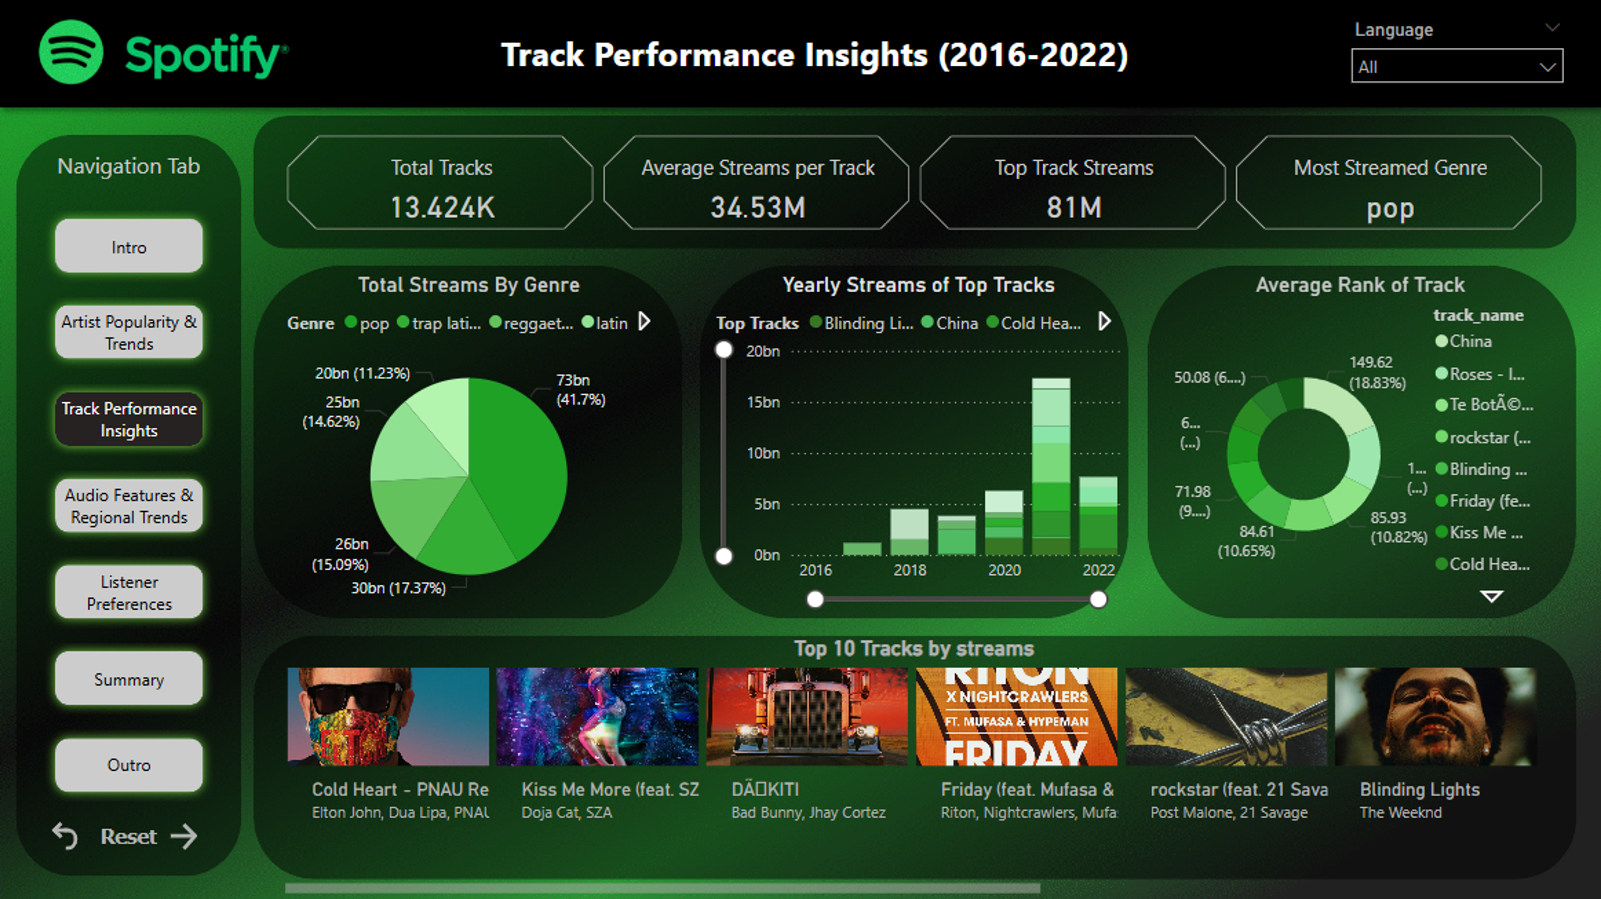 Spotify®
Track Performance Insights (2016-2022)
Language
All
Navigation Tab
Intro
Artist Popularity &
Trends
Track Performance
Insights
Audio Features &
Regional Trends
Listener
Preferences
Summary
Outro
Reset
Total Tracks
13.424K
Average Streams per Track
34.53M
Top Track Streams
81M
Most Streamed Genre
pop
Total Streams By Genre
Genre pop trap lati... reggaet... latin
20bn (11.23%)
73bn
(41.7%)
25bn
(14.62%)
26bn
(15.09%)
30bn (17.37%)
Yearly Streams of Top Tracks
Top Tracks Blinding Li... China Cold Hea...
20bn
15bn
10bn
5bn
0bn
2016 2018 2020 2022
Average Rank of Track
track_name
China
Roses - I...
Te BotÃ©...
rockstar (...
Blinding ...
Friday (fe...
Kiss Me ...
Cold Hea...
149.62
(18.83%)
50.08 (6....)
6...
(...)
1...
(...)
71.98
(9....)
85.93
(10.82%)
84.61
(10.65%)
Top 10 Tracks by streams
RITON
X NIGHTCRAWLERS
FT. MUFASA & HYPEMAN
FRIDAY
Cold Heart - PNAU Re
Elton John, Dua Lipa, PNAU
Kiss Me More (feat. SZ
Doja Cat, SZA
DÃ□KITI
Bad Bunny, Jhay Cortez
Friday (feat. Mufasa &
Riton, Nightcrawlers, Mufa
rockstar (feat. 21 Sava
Post Malone, 21 Savage
Blinding Lights
The Weeknd